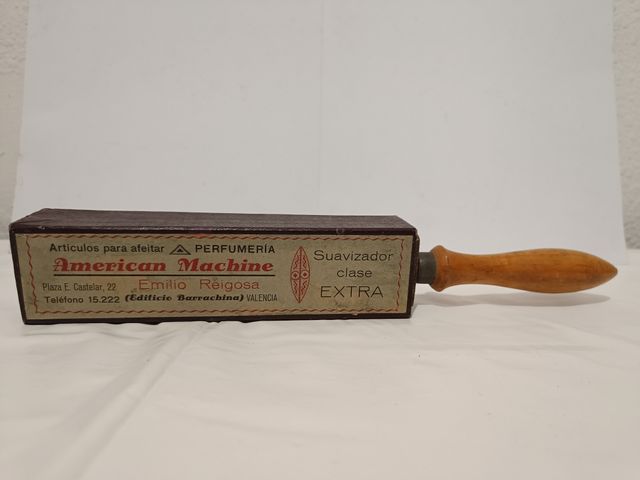 Articulos para afeitar PERFUMERÍA
American Machine
Plaza E. Castelar, 22 Emilio Reigosa
Teléfono 15.222 (Edificio Barrachina) VALENCIA
Suavizador
clase
EXTRA